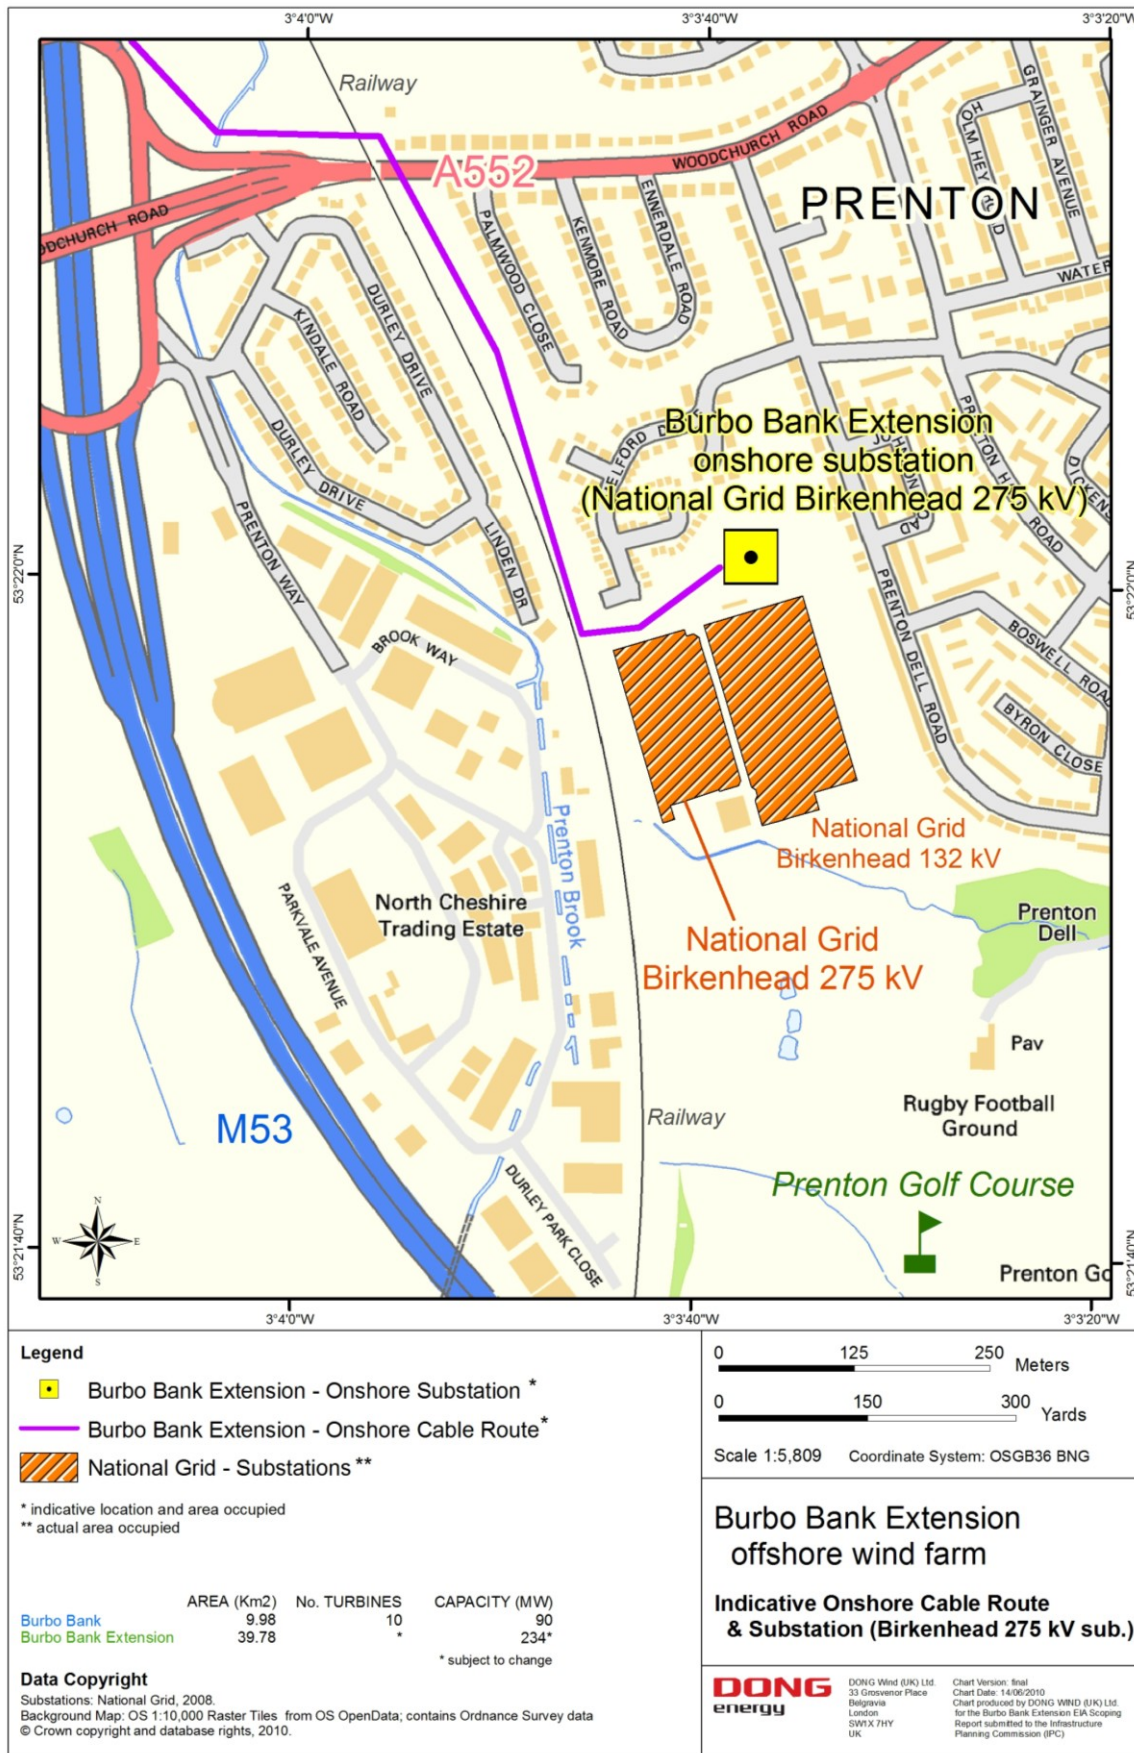 3°4'0"W
3°3'40"W
3°3'20"W
Railway
A552
WOODCHURCH ROAD
PRENTON
HOLM HEY RD
GRAINGER AVENUE
WATER
ODCHURCH ROAD
PALMWOOD CLOSE
KENMORE ROAD
ENNERDALE ROAD
DURLEY DRIVE
KINDALE ROAD
DURLEY DRIVE
LINDEN DR
PRENTON WAY
Burbo Bank Extension
onshore substation
(National Grid Birkenhead 275 kV)
PRENTON DELL ROAD
BOSWELL ROAD
BYRON CLOSE
53°22'0"N
53°22'0"N
BROOK WAY
Prenton Brook
National Grid
Birkenhead 132 kV
National Grid
Birkenhead 275 kV
North Cheshire
Trading Estate
PARKVALE AVENUE
Prenton
Dell
Pav
Rugby Football
Ground
M53
Railway
Prenton Golf Course
DURLEY PARK CLOSE
Prenton Go
N
W
E
S
53°21'40"N
53°21'40"N
3°4'0"W
3°3'40"W
3°3'20"W
Legend
Burbo Bank Extension - Onshore Substation *
Burbo Bank Extension - Onshore Cable Route*
National Grid - Substations **
* indicative location and area occupied
** actual area occupied
AREA (Km2) No. TURBINES CAPACITY (MW)
Burbo Bank 9.98 10 90
Burbo Bank Extension 39.78 * 234*
* subject to change
Data Copyright
Substations: National Grid, 2008.
Background Map: OS 1:10,000 Raster Tiles from OS OpenData; contains Ordnance Survey data
© Crown copyright and database rights, 2010.
0 125 250 Meters
0 150 300 Yards
Scale 1:5,809 Coordinate System: OSGB36 BNG
Burbo Bank Extension
offshore wind farm
Indicative Onshore Cable Route
& Substation (Birkenhead 275 kV sub.)
DONG
energy
DONG Wind (UK) Ltd.
33 Grosvenor Place
Belgravia
London
SW1X 7HY
UK
Chart Version: final
Chart Date: 14/06/2010
Chart produced by DONG WIND (UK) Ltd.
for the Burbo Bank Extension EIA Scoping
Report submitted to the Infrastructure
Planning Commission (IPC)